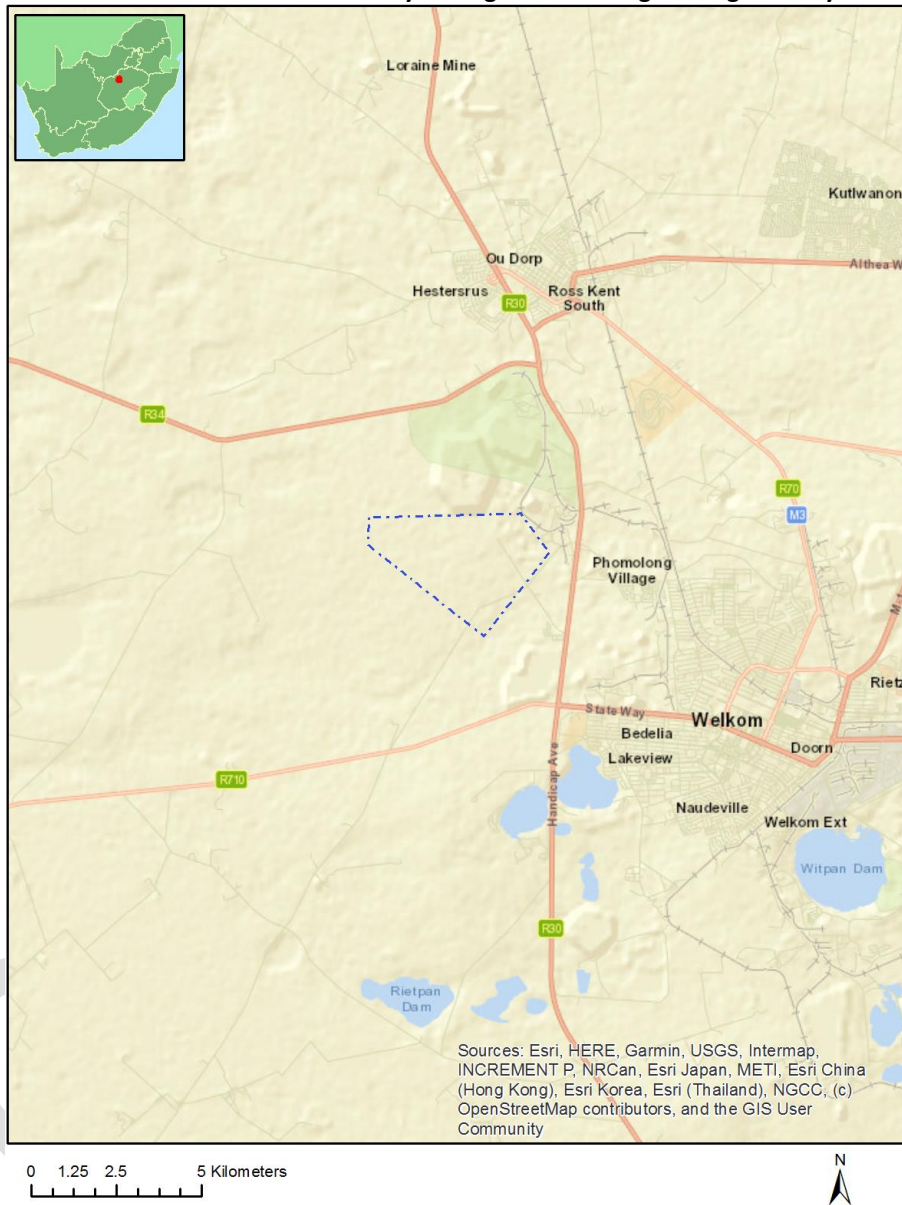 Loraine Mine
Kutlwanon
Althea W
Ou Dorp
Hestersrus
Ross Kent
South
R30
R34
R70
M3
Phomolong
Village
Rietz
State Way
Welkom
Bedelia
Doorn
Lakeview
Handicap Ave
R710
Naudeville
Welkom Ext
Witpan Dam
R30
Rietpan
Dam
Sources: Esri, HERE, Garmin, USGS, Intermap,
INCREMENT P, NRCan, Esri Japan, METI, Esri China
(Hong Kong), Esri Korea, Esri (Thailand), NGCC, (c)
OpenStreetMap contributors, and the GIS User
Community
0 1.25 2.5 5 Kilometers
N